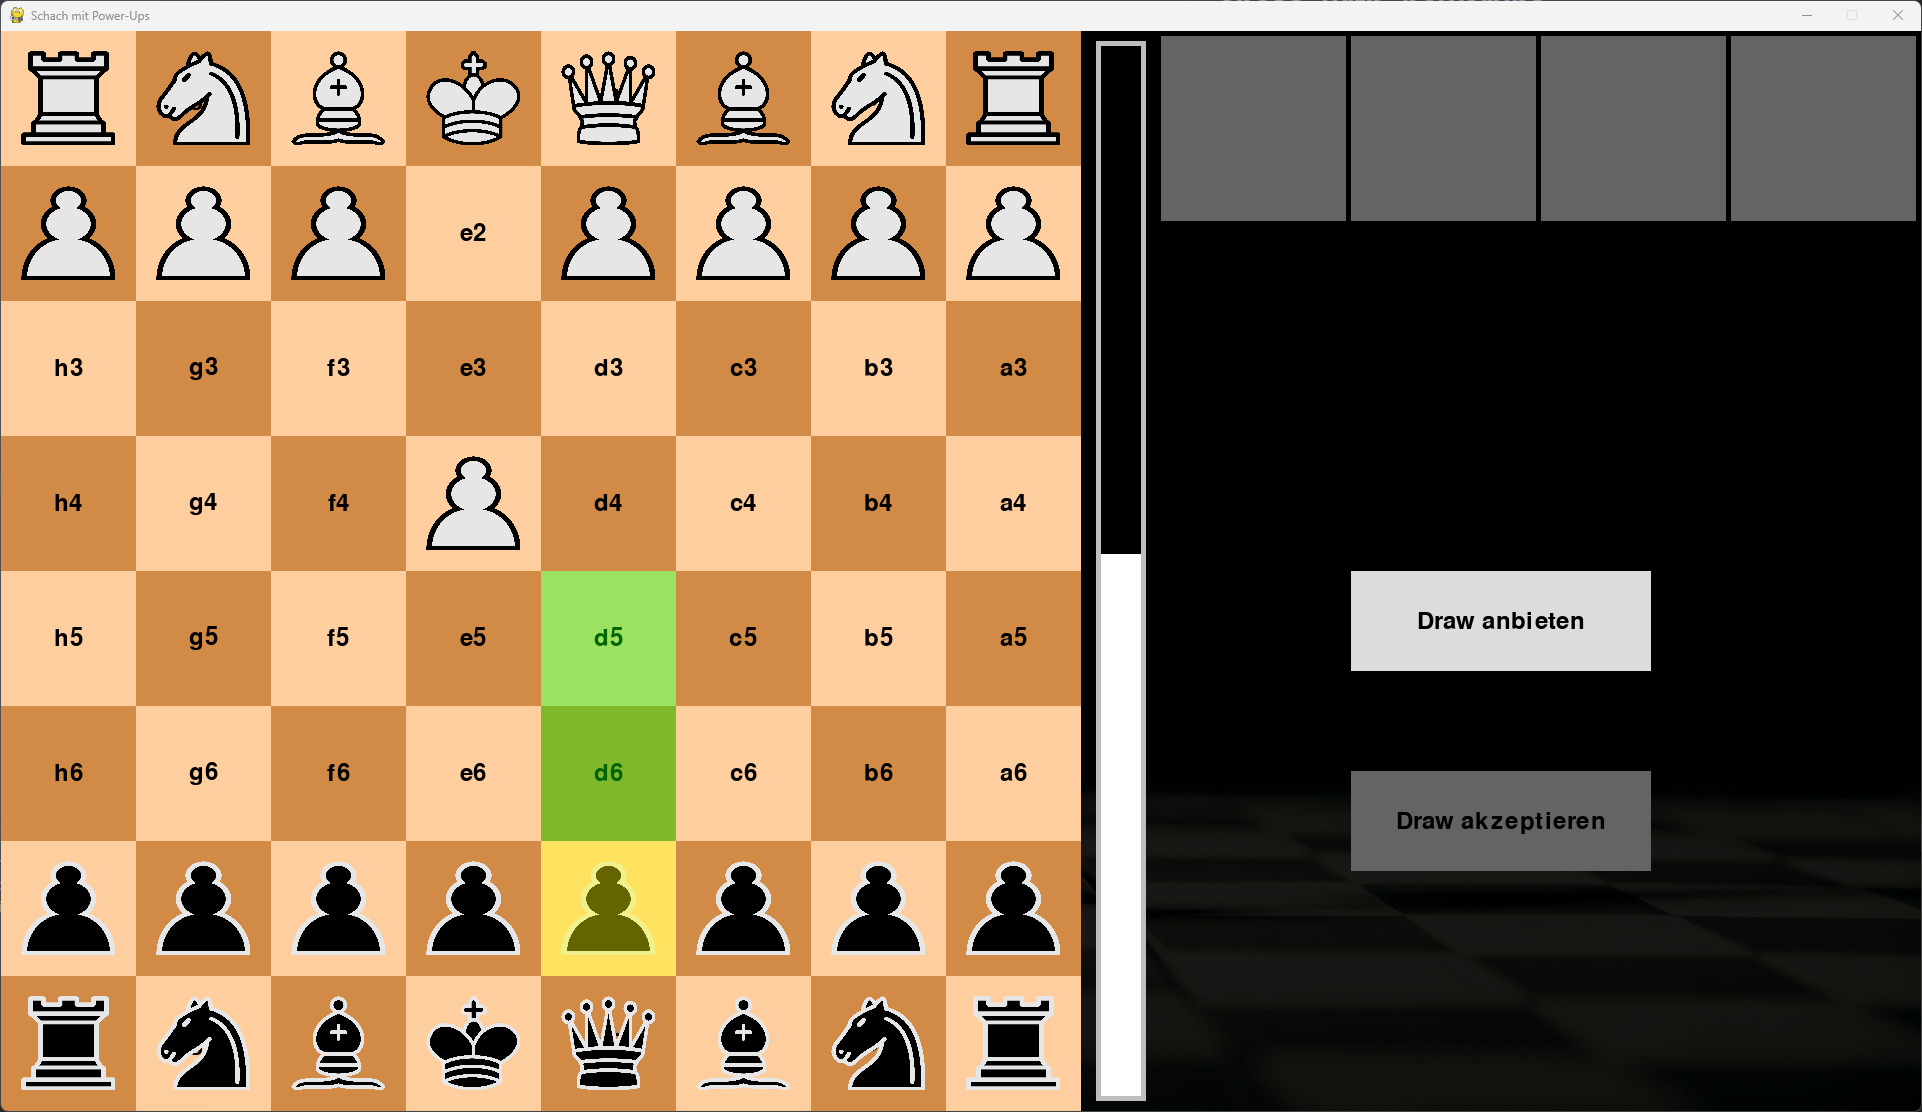 Schach mit Power-Ups
e2
h3 g3 f3 e3 d3 c3 b3 a3
h4 g4 f4 d4 c4 b4 a4
h5 g5 f5 e5 d5 c5 b5 a5
h6 g6 f6 e6 d6 c6 b6 a6
Draw anbieten
Draw akzeptieren